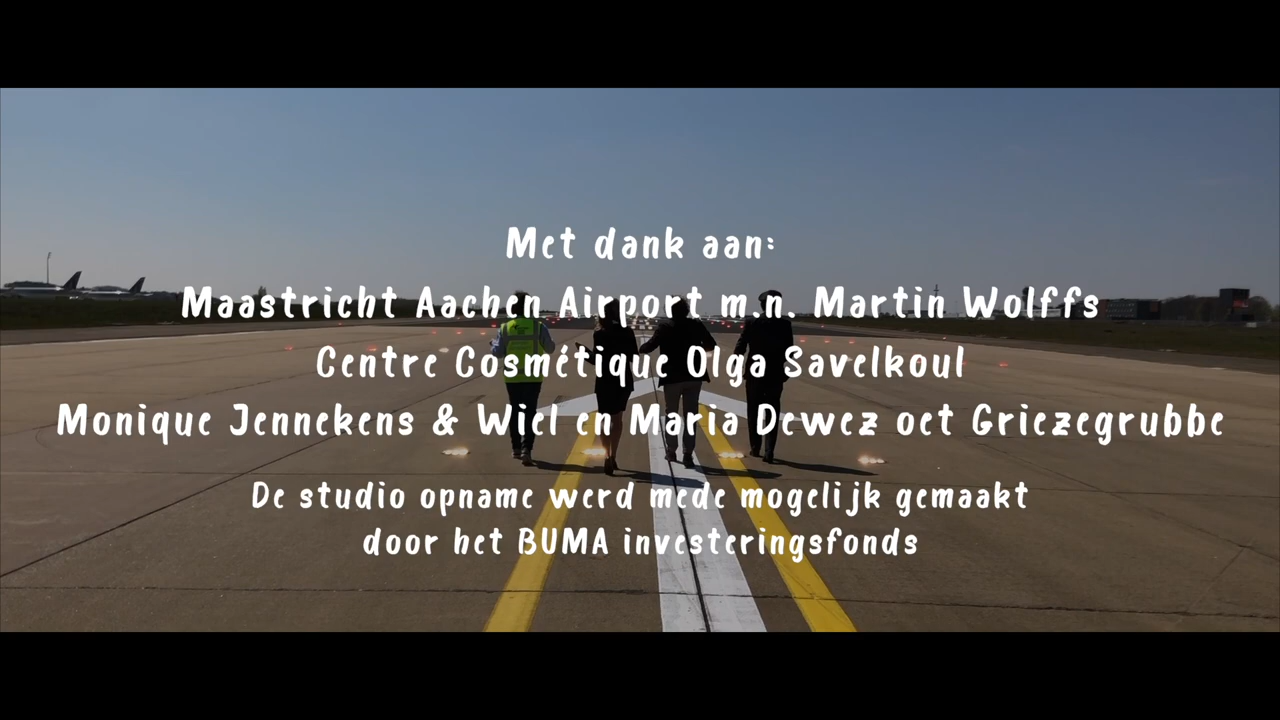 Met dank aan:
Maastricht Aachen Airport m.n. Martin Wolffs
Centre Cosmétique Olga Savelkoul
Monique Jennekens & Wiel en Maria Dewez oet Griezegrubbe
De studio opname werd mede mogelijk gemaakt
door het BUMA investeringsfonds